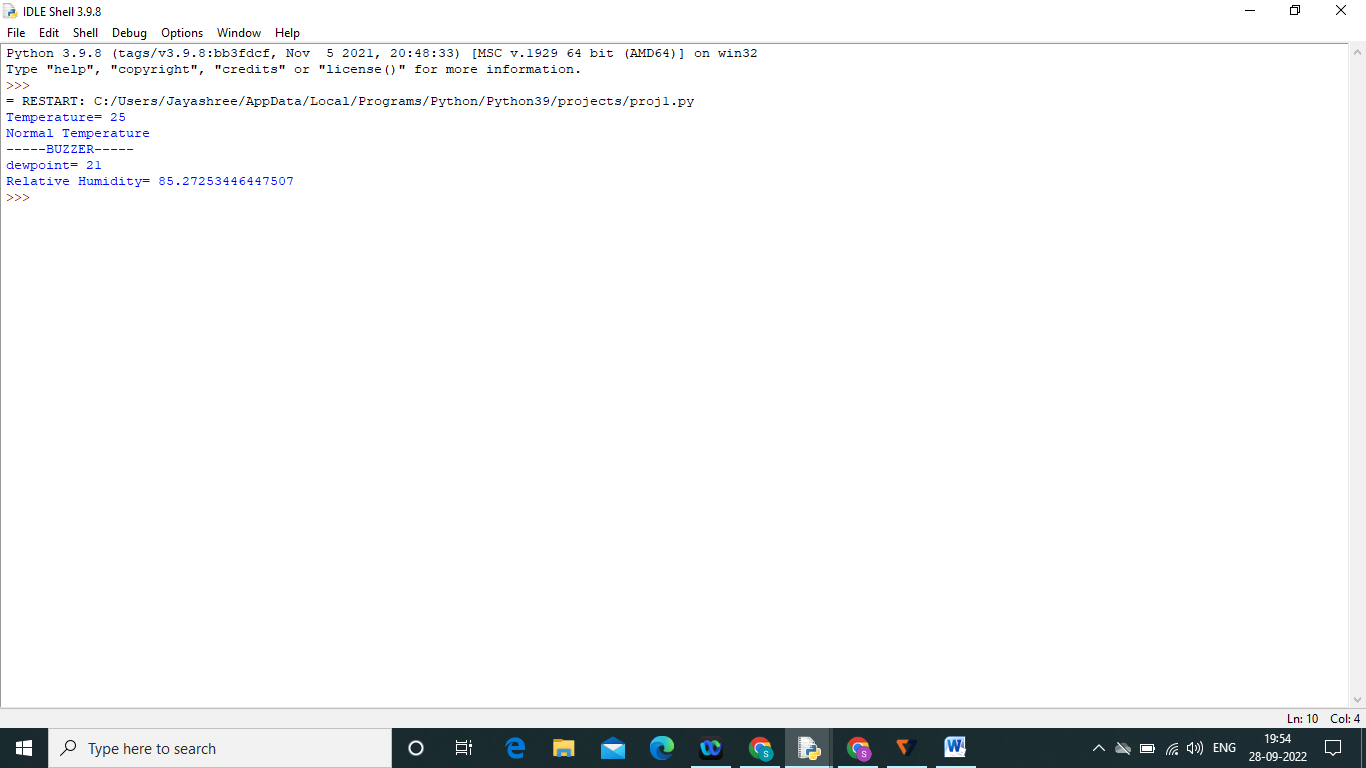 IDLE Shell 3.9.8
File Edit Shell Debug Options Window Help
Python 3.9.8 (tags/v3.9.8:bb3fdcf, Nov  5 2021, 20:48:33) [MSC v.1929 64 bit (AMD64)] on win32
Type "help", "copyright", "credits" or "license()" for more information.
>>>
= RESTART: C:/Users/Jayashree/AppData/Local/Programs/Python/Python39/projects/proj1.py
Temperature= 25
Normal Temperature
-----BUZZER-----
dewpoint= 21
Relative Humidity= 85.27253446447507
>>>
Ln: 10 Col: 4
Type here to search
S
S
W
ENG
19:54
28-09-2022